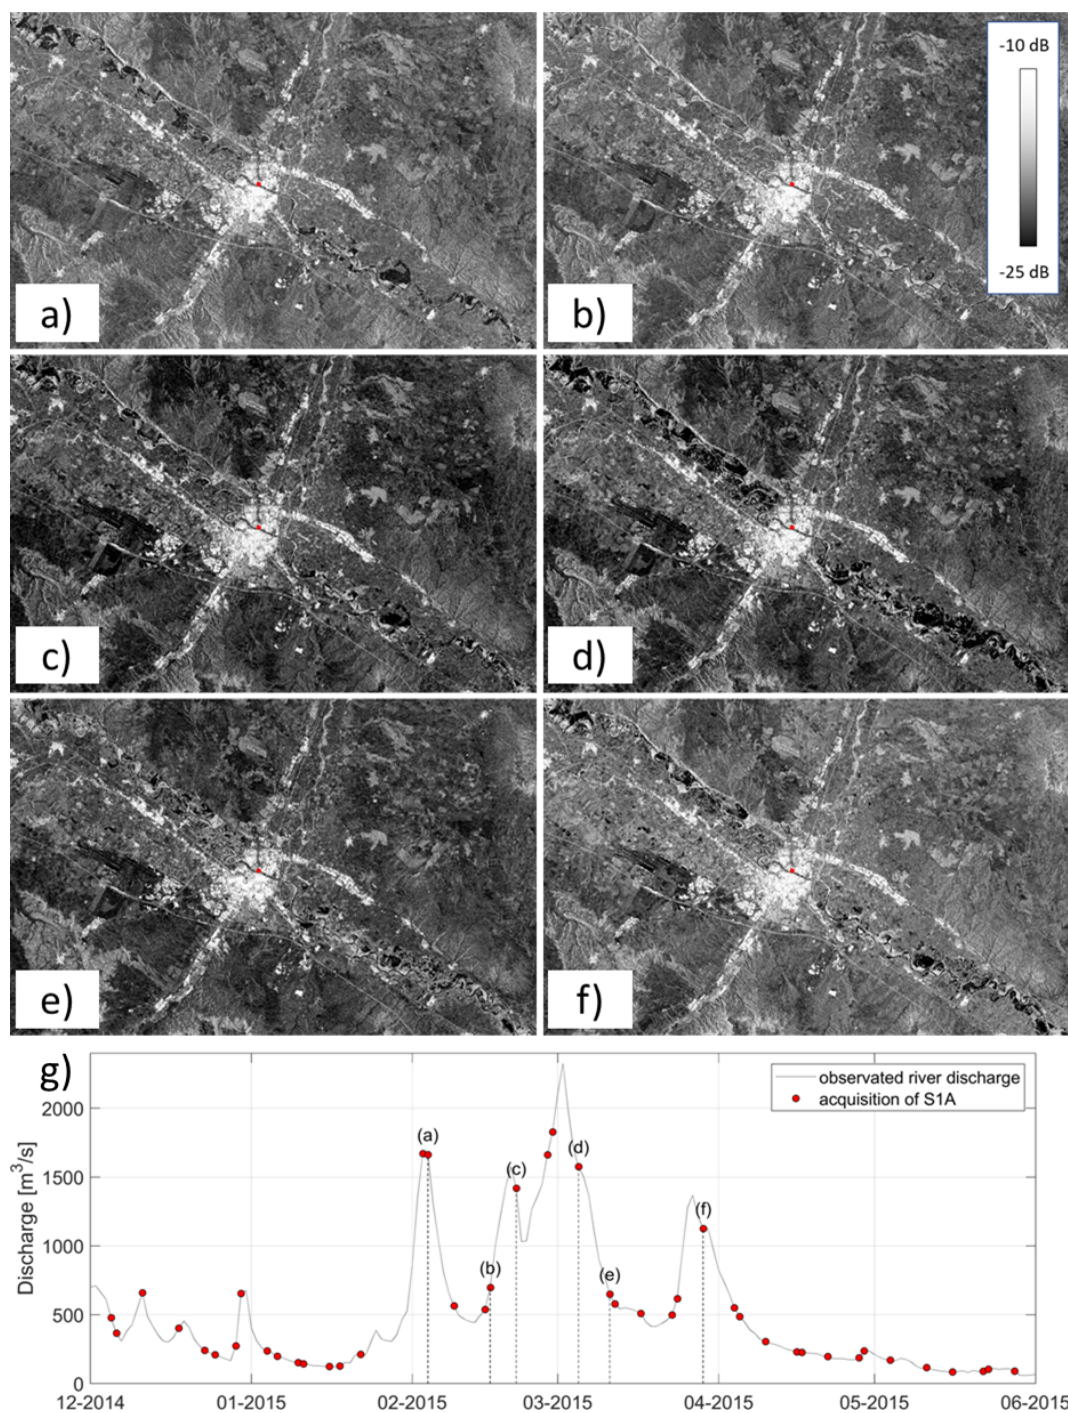 -10 dB
-25 dB
a)
b)
c)
d)
e)
f)
g)
observated river discharge
acquisition of S1A
(a)
(b)
(c)
(d)
(e)
(f)
Discharge [m³/s]
2000
1500
1000
500
0
12-2014
01-2015
02-2015
03-2015
04-2015
05-2015
06-2015